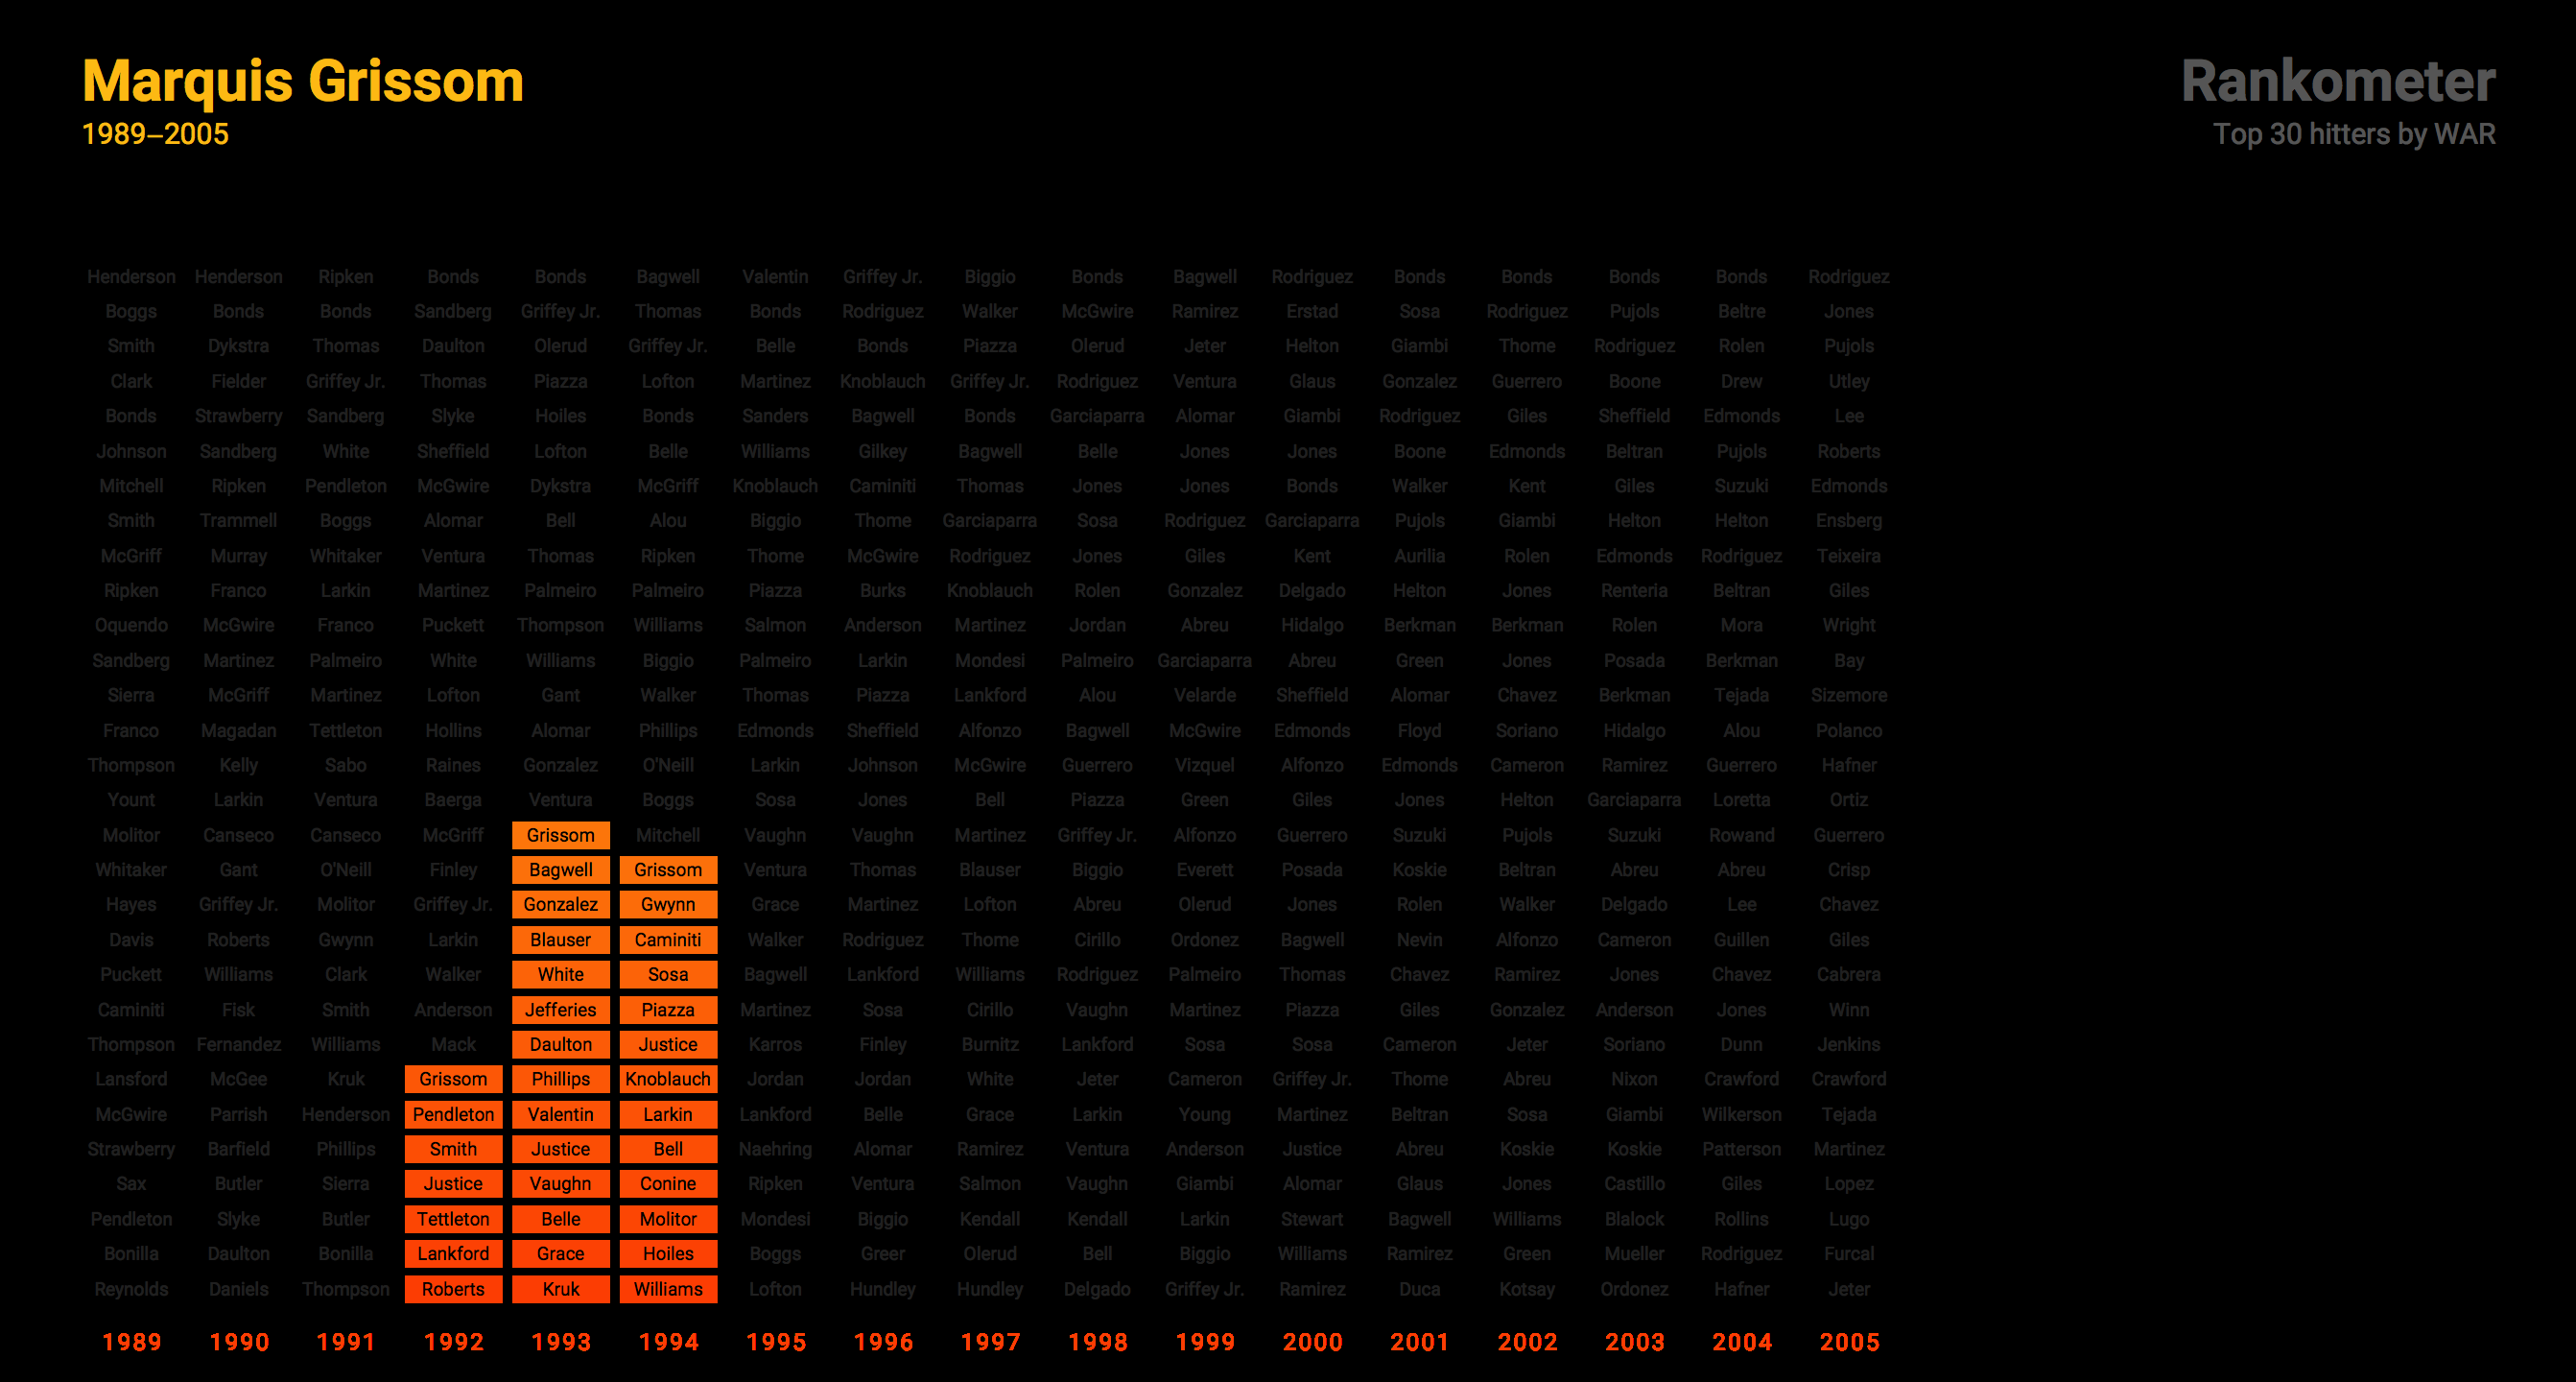 Marquis Grissom
1989–2005
Rankometer
Top 30 hitters by WAR
Henderson Henderson Ripken Bonds Bonds Bagwell Valentin Griffey Jr. Biggio Bonds Bagwell Rodriguez Bonds Bonds Bonds Bonds Rodriguez
Boggs Bonds Bonds Sandberg Griffey Jr. Thomas Bonds Rodriguez Walker McGwire Ramirez Erstad Sosa Rodriguez Pujols Beltre Jones
Smith Dykstra Thomas Daulton Olerud Griffey Jr. Belle Bonds Piazza Olerud Jeter Helton Giambi Thome Rodriguez Rolen Pujols
Clark Fielder Griffey Jr. Thomas Piazza Lofton Martinez Knoblauch Griffey Jr. Rodriguez Ventura Glaus Gonzalez Guerrero Boone Drew Utley
Bonds Strawberry Sandberg Slyke Hoiles Bonds Sanders Bagwell Bonds Garciaparra Alomar Giambi Rodriguez Giles Sheffield Edmonds Lee
Johnson Sandberg White Sheffield Lofton Belle Williams Gilkey Bagwell Belle Jones Jones Boone Edmonds Beltran Pujols Roberts
Mitchell Ripken Pendleton McGwire Dykstra McGriff Knoblauch Caminiti Thomas Jones Jones Bonds Walker Kent Giles Suzuki Edmonds
Smith Trammell Boggs Alomar Bell Alou Biggio Thome Garciaparra Sosa Rodriguez Garciaparra Pujols Giambi Helton Helton Ensberg
McGriff Murray Whitaker Ventura Thomas Ripken Thome McGwire Rodriguez Jones Giles Kent Aurilia Rolen Edmonds Rodriguez Teixeira
Ripken Franco Larkin Martinez Palmeiro Palmeiro Piazza Burks Knoblauch Rolen Gonzalez Delgado Helton Jones Renteria Beltran Giles
Oquendo McGwire Franco Puckett Thompson Williams Salmon Anderson Martinez Jordan Abreu Hidalgo Berkman Berkman Rolen Mora Wright
Sandberg Martinez Palmeiro White Williams Biggio Palmeiro Larkin Mondesi Palmeiro Garciaparra Abreu Green Jones Posada Berkman Bay
Sierra McGriff Martinez Lofton Gant Walker Thomas Piazza Lankford Alou Velarde Sheffield Alomar Chavez Berkman Tejada Sizemore
Franco Magadan Tettleton Hollins Alomar Phillips Edmonds Sheffield Alfonzo Bagwell McGwire Edmonds Floyd Soriano Hidalgo Alou Polanco
Thompson Kelly Sabo Raines Gonzalez O'Neill Larkin Johnson McGwire Guerrero Vizquel Alfonzo Edmonds Cameron Ramirez Guerrero Hafner
Yount Larkin Ventura Baerga Ventura Boggs Sosa Jones Bell Piazza Green Giles Jones Helton Garciaparra Loretta Ortiz
Molitor Canseco Canseco McGriff Grissom Mitchell Vaughn Vaughn Martinez Griffey Jr. Alfonzo Guerrero Suzuki Pujols Suzuki Rowand Guerrero
Whitaker Gant O'Neill Finley Bagwell Grissom Ventura Thomas Blauser Biggio Everett Posada Koskie Beltran Abreu Abreu Crisp
Hayes Griffey Jr. Molitor Griffey Jr. Gonzalez Gwynn Grace Martinez Lofton Abreu Olerud Jones Rolen Walker Delgado Lee Chavez
Davis Roberts Gwynn Larkin Blauser Caminiti Walker Rodriguez Thome Cirillo Ordonez Bagwell Nevin Alfonzo Cameron Guillen Giles
Puckett Williams Clark Walker White Sosa Bagwell Lankford Williams Rodriguez Palmeiro Thomas Chavez Ramirez Jones Chavez Cabrera
Caminiti Fisk Smith Anderson Jefferies Piazza Martinez Sosa Cirillo Vaughn Martinez Piazza Giles Gonzalez Anderson Jones Winn
Thompson Fernandez Williams Mack Daulton Justice Karros Finley Burnitz Lankford Sosa Sosa Cameron Jeter Soriano Dunn Jenkins
Lansford McGee Kruk Grissom Phillips Knoblauch Jordan Jordan White Jeter Cameron Griffey Jr. Thome Abreu Nixon Crawford Crawford
McGwire Parrish Henderson Pendleton Valentin Larkin Lankford Belle Grace Larkin Young Martinez Beltran Sosa Giambi Wilkerson Tejada
Strawberry Barfield Phillips Smith Justice Bell Naehring Alomar Ramirez Ventura Anderson Justice Abreu Koskie Koskie Patterson Martinez
Sax Butler Sierra Justice Vaughn Conine Ripken Ventura Salmon Vaughn Giambi Alomar Glaus Jones Castillo Giles Lopez
Pendleton Slyke Butler Tettleton Belle Molitor Mondesi Biggio Kendall Kendall Larkin Stewart Bagwell Williams Blalock Rollins Lugo
Bonilla Daulton Bonilla Lankford Grace Hoiles Boggs Greer Olerud Bell Biggio Williams Ramirez Green Mueller Rodriguez Furcal
Reynolds Daniels Thompson Roberts Kruk Williams Lofton Hundley Hundley Delgado Griffey Jr. Ramirez Duca Kotsay Ordonez Hafner Jeter
1989 1990 1991 1992 1993 1994 1995 1996 1997 1998 1999 2000 2001 2002 2003 2004 2005